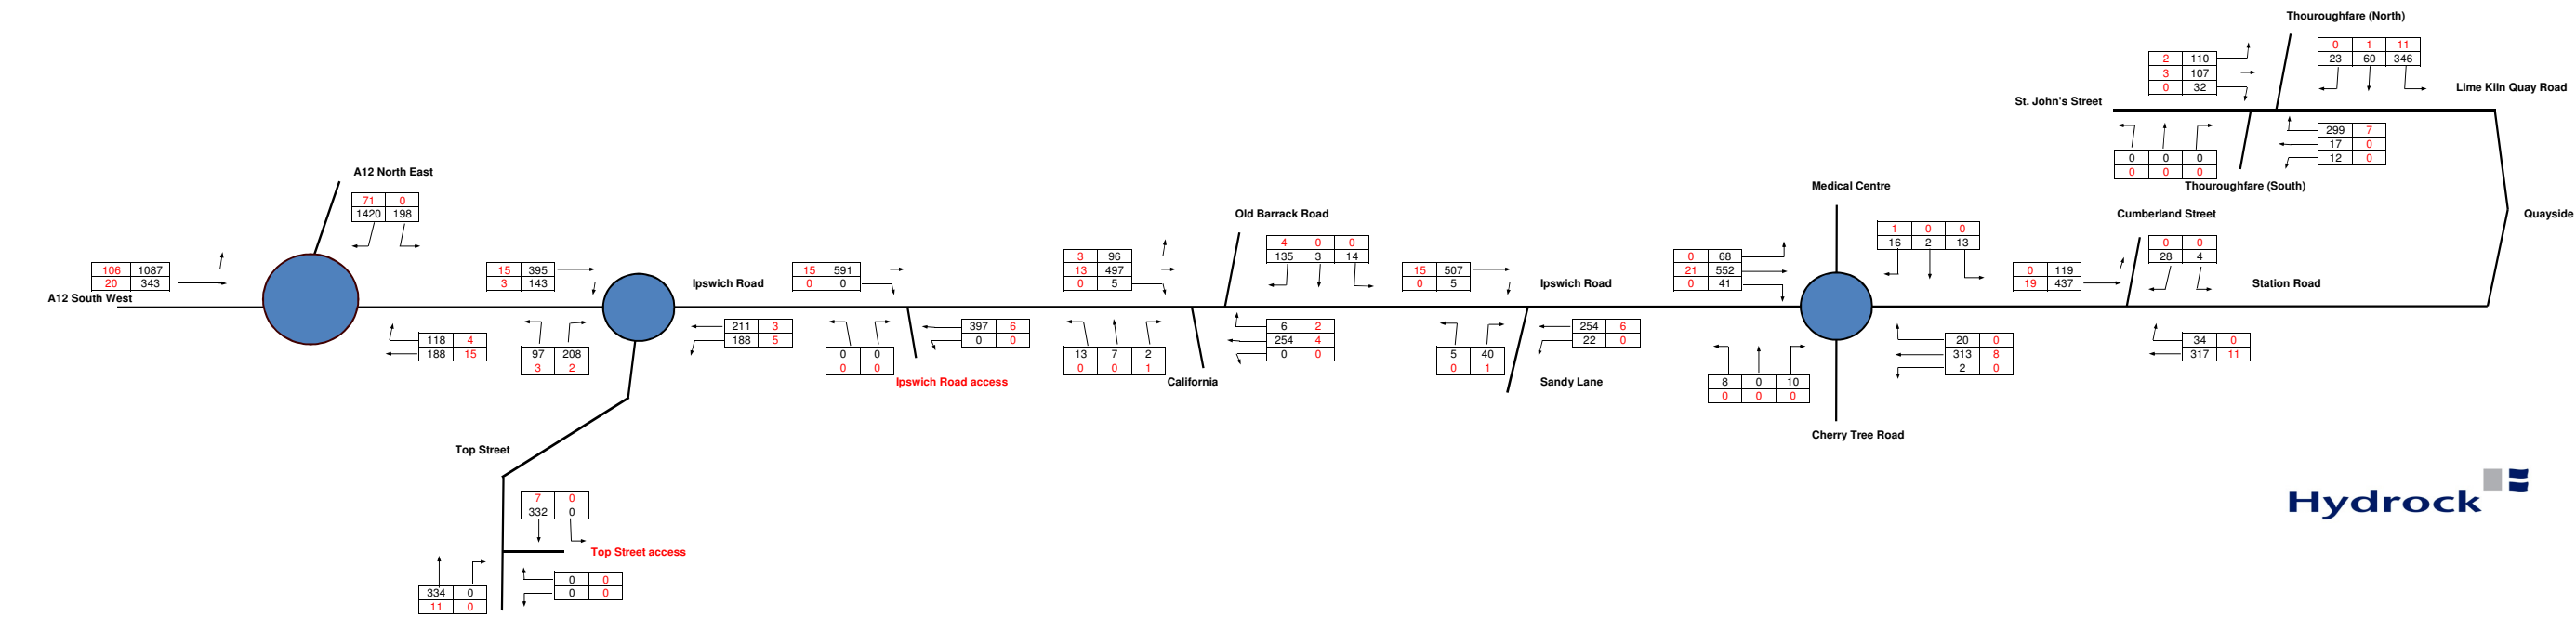 Thouroughfare (North)
0 1 11
23 60 346
2 110
3 107
0 32
Lime Kiln Quay Road
St. John's Street
299 7
17 0
12 0
0 0 0
0 0 0
Thouroughfare (South)
A12 North East
71 0
1420 198
Medical Centre
Old Barrack Road
Cumberland Street
Quayside
1 0 0
16 2 13
4 0 0
135 3 14
0 0
28 4
3 96
13 497
0 5
0 68
21 552
0 41
106 1087
20 343
15 395
3 143
15 591
0 0
15 507
0 5
0 119
19 437
Ipswich Road
Ipswich Road
Station Road
A12 South West
118 4
188 15
97 208
3 2
211 3
188 5
0 0
0 0
397 6
0 0
13 7 2
0 0 1
6 2
254 4
0 0
5 40
0 1
254 6
22 0
8 0 10
0 0 0
20 0
313 8
2 0
34 0
317 11
Ipswich Road access
California
Sandy Lane
Cherry Tree Road
Top Street
7 0
332 0
Hydrock
Top Street access
0 0
0 0
334 0
11 0